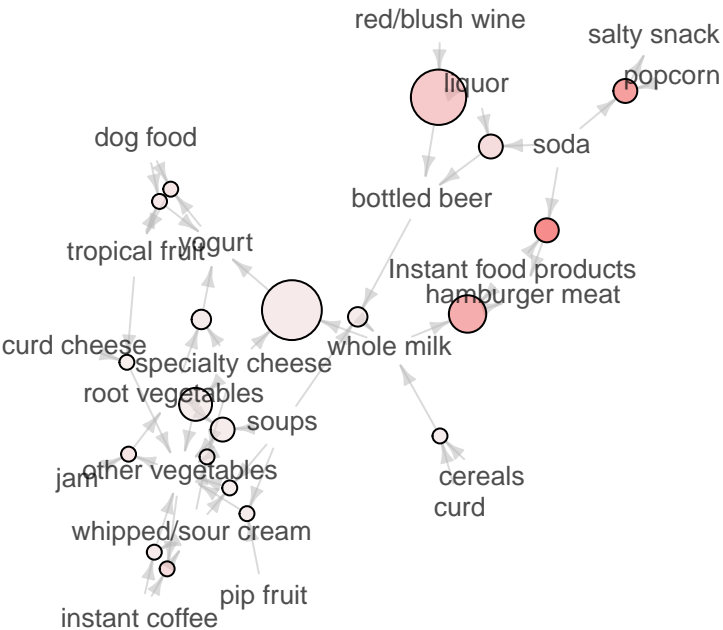 red/blush wine
salty snack
liquor
popcorn
dog food
soda
bottled beer
tropical fruit
yogurt
Instant food products
hamburger meat
curd cheese
whole milk
specialty cheese
root vegetables
soups
other vegetables
jam
cereals
curd
whipped/sour cream
pip fruit
instant coffee